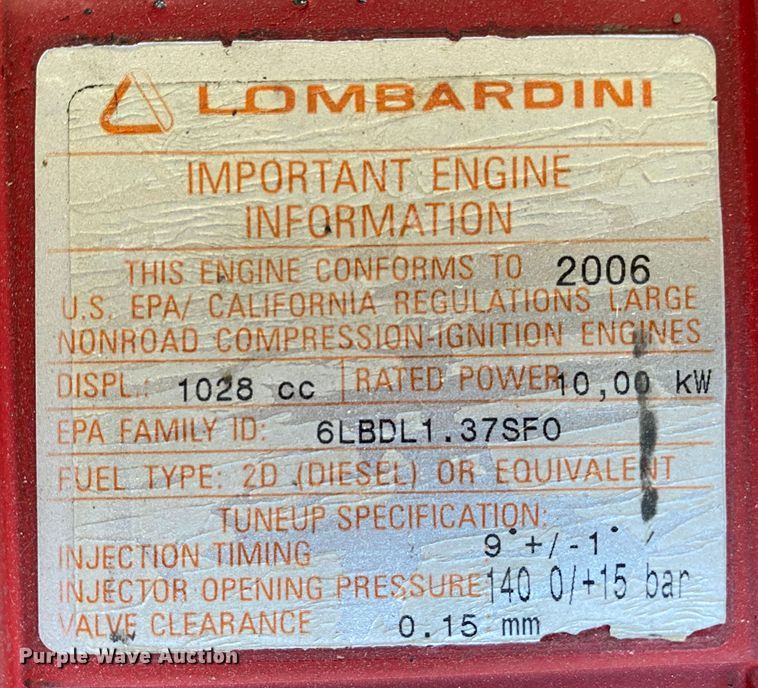 LOMBARDINI
IMPORTANT ENGINE
INFORMATION
THIS ENGINE CONFORMS TO 2006
U.S. EPA/ CALIFORNIA REGULATIONS LARGE
NONROAD COMPRESSION-IGNITION ENGINES
DISPL.: 1028 cc RATED POWER 10,00 kW
EPA FAMILY ID: 6LBDL1.37SFO
FUEL TYPE: 2D (DIESEL) OR EQUIVALENT
TUNEUP SPECIFICATION:
INJECTION TIMING 9°+/-1°
INJECTOR OPENING PRESSURE 140 0/+15 bar
VALVE CLEARANCE 0.15 mm
Purple Wave Auction